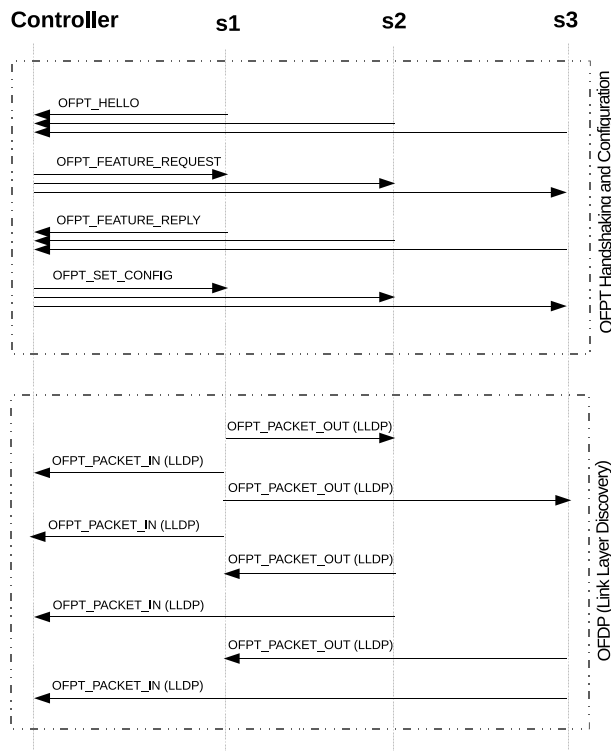 Controller s1 s2 s3
OFPT_HELLO
OFPT_FEATURE_REQUEST
OFPT_FEATURE_REPLY
OFPT_SET_CONFIG
OFPT Handshaking and Configuration
OFPT_PACKET_OUT (LLDP)
OFPT_PACKET_IN (LLDP)
OFPT_PACKET_OUT (LLDP)
OFPT_PACKET_IN (LLDP)
OFPT_PACKET_OUT (LLDP)
OFPT_PACKET_IN (LLDP)
OFPT_PACKET_OUT (LLDP)
OFPT_PACKET_IN (LLDP)
OFDP (Link Layer Discovery)